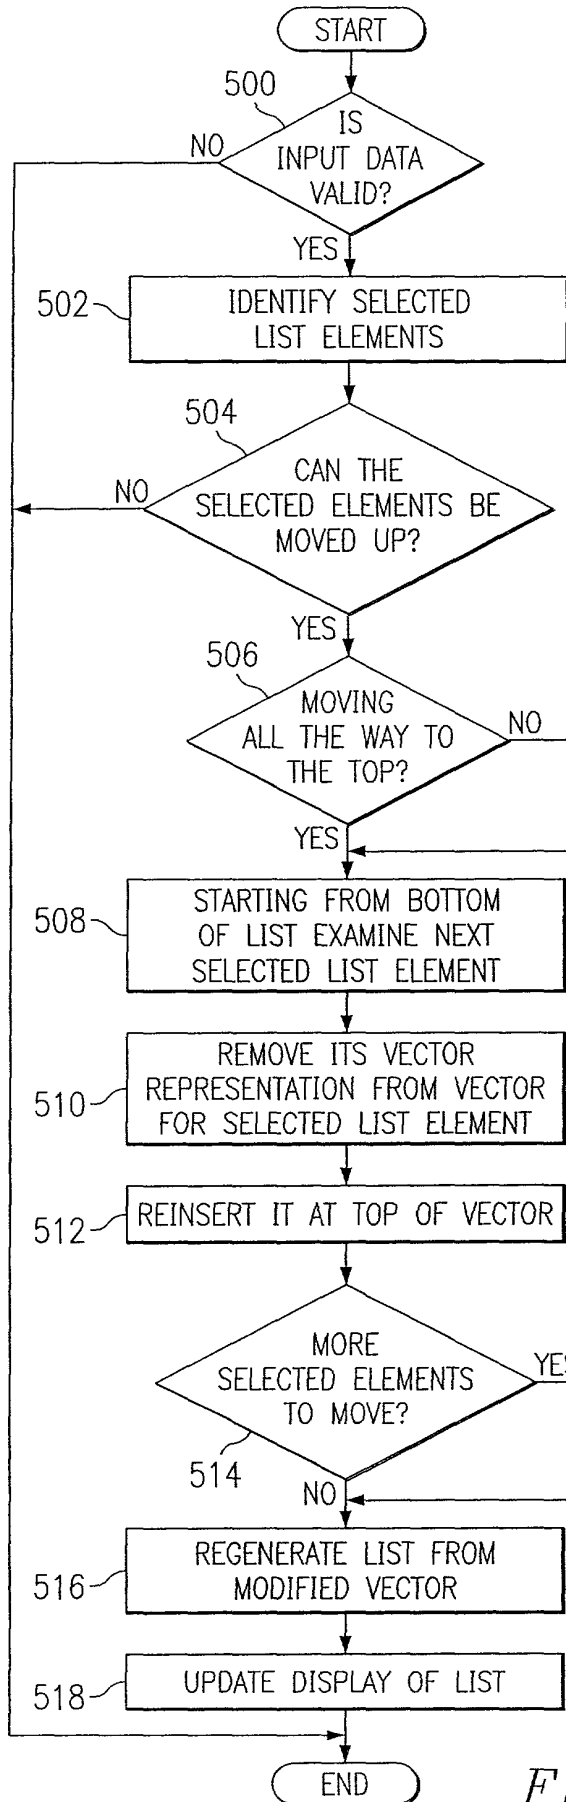 START
500
IS
INPUT DATA
VALID?
NO
YES
502
IDENTIFY SELECTED
LIST ELEMENTS
504
CAN THE
SELECTED ELEMENTS BE
MOVED UP?
NO
YES
506
MOVING
ALL THE WAY TO
THE TOP?
NO
YES
508
STARTING FROM BOTTOM
OF LIST EXAMINE NEXT
SELECTED LIST ELEMENT
510
REMOVE ITS VECTOR
REPRESENTATION FROM VECTOR
FOR SELECTED LIST ELEMENT
512
REINSERT IT AT TOP OF VECTOR
MORE
SELECTED ELEMENTS
TO MOVE?
YES
514
NO
516
REGENERATE LIST FROM
MODIFIED VECTOR
518
UPDATE DISPLAY OF LIST
END